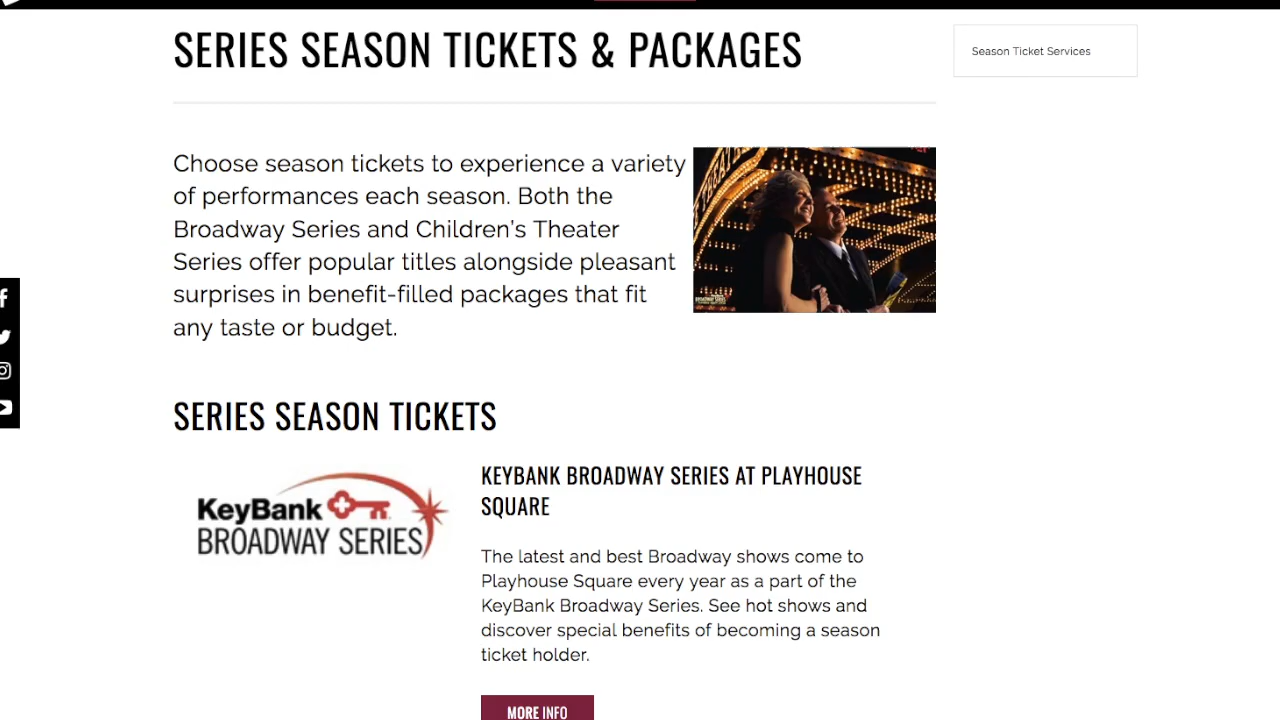 SERIES SEASON TICKETS & PACKAGES
Season Ticket Services
Choose season tickets to experience a variety
of performances each season. Both the
Broadway Series and Children's Theater
Series offer popular titles alongside pleasant
surprises in benefit-filled packages that fit
any taste or budget.
SERIES SEASON TICKETS
KeyBank
BROADWAY SERIES
KEYBANK BROADWAY SERIES AT PLAYHOUSE
SQUARE
The latest and best Broadway shows come to
Playhouse Square every year as a part of the
KeyBank Broadway Series. See hot shows and
discover special benefits of becoming a season
ticket holder.
MORE INFO